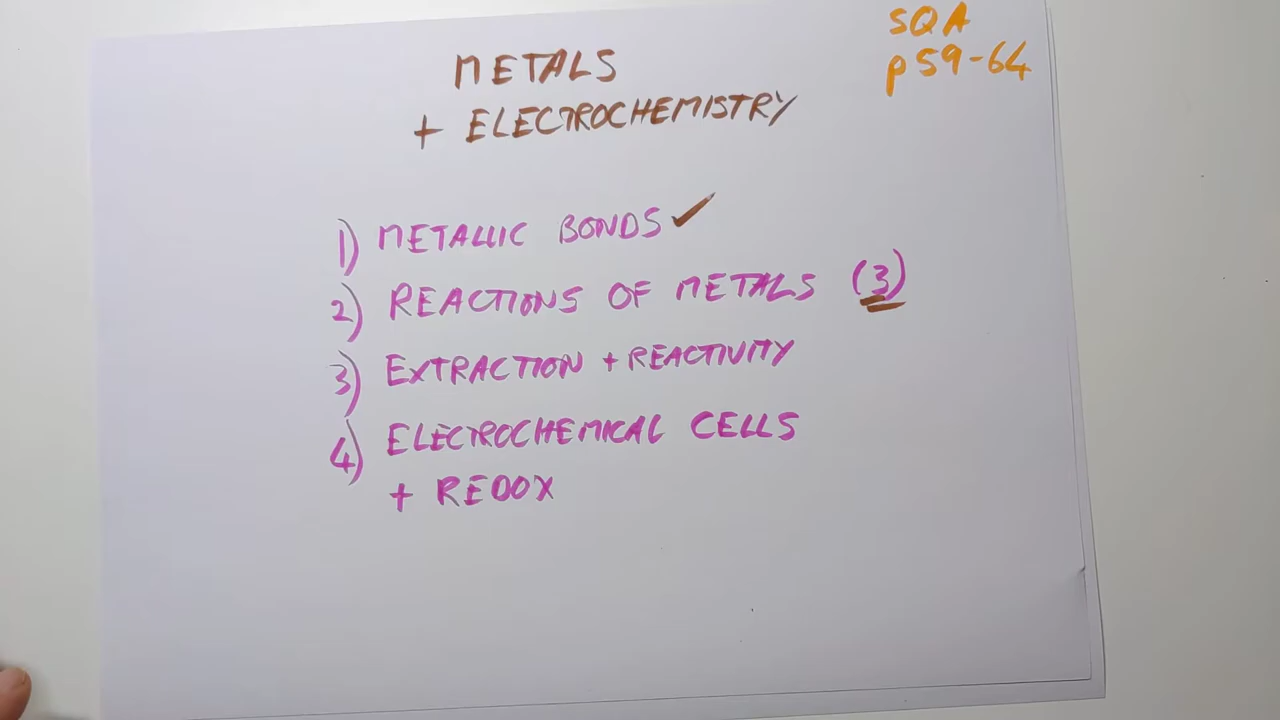 SQA
p59-64
METALS
+ ELECTROCHEMISTRY
1) METALLIC BONDS ✓
2) REACTIONS OF METALS (3)
3) EXTRACTION + REACTIVITY
4) ELECTROCHEMICAL CELLS
+ REDOX